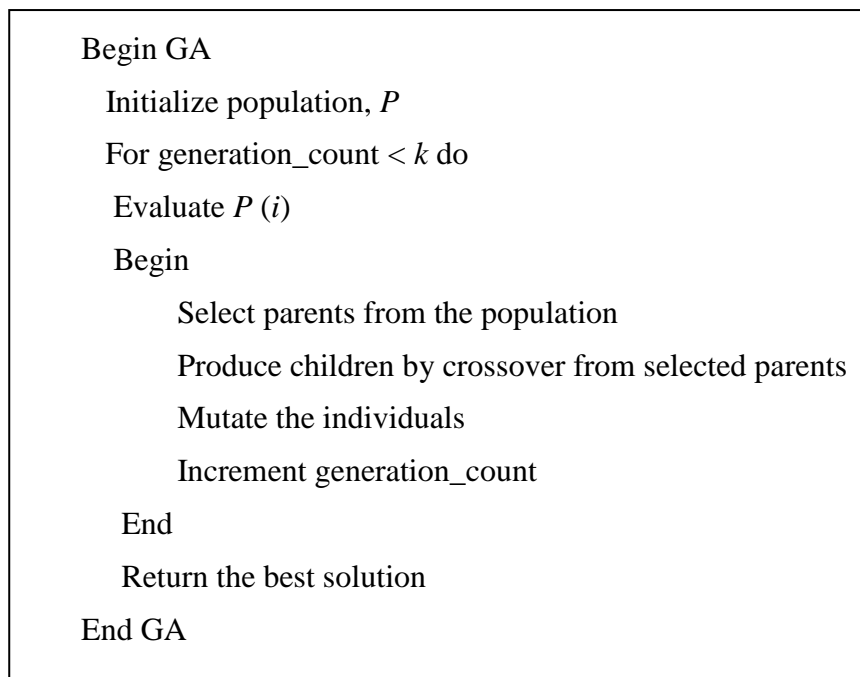 Begin GA
Initialize population, P
For generation_count < k do
Evaluate P (i)
Begin
Select parents from the population
Produce children by crossover from selected parents
Mutate the individuals
Increment generation_count
End
Return the best solution
End GA